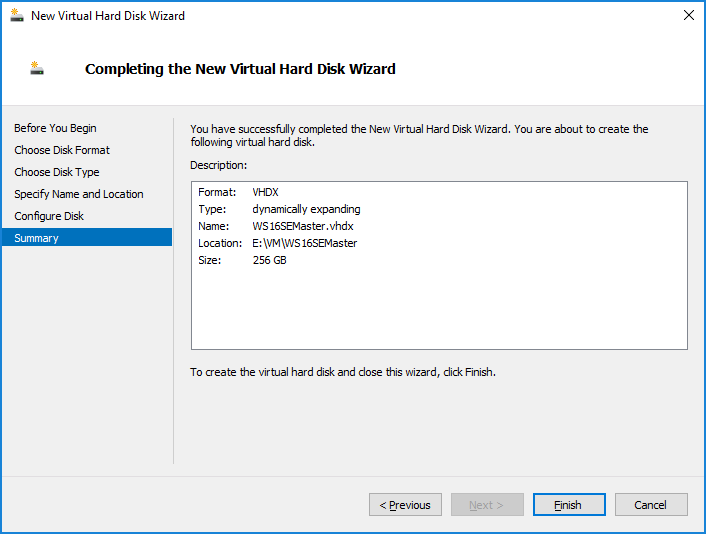 New Virtual Hard Disk Wizard
Completing the New Virtual Hard Disk Wizard
Before You Begin
Choose Disk Format
Choose Disk Type
Specify Name and Location
Configure Disk
Summary
You have successfully completed the New Virtual Hard Disk Wizard. You are about to create the
following virtual hard disk.
Description:
Format: VHDX
Type: dynamically expanding
Name: WS16SEMaster.vhdx
Location: E:\VM\WS16SEMaster
Size: 256 GB
To create the virtual hard disk and close this wizard, click Finish.
< Previous Next > Finish Cancel